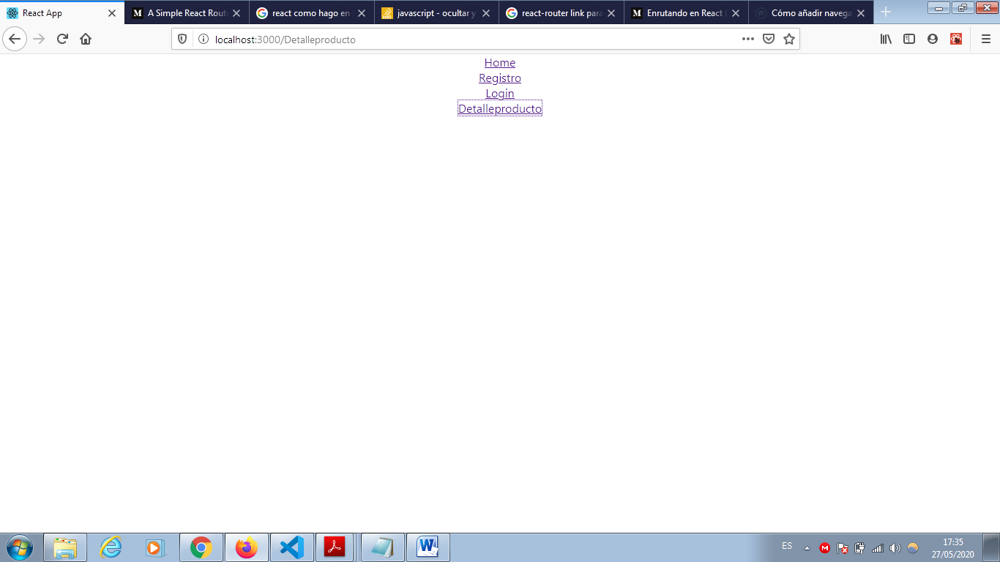 React App
A Simple React Rout
react como hago en
javascript - ocultar y
react-router link para
Enrutando en React (
Cómo añadir navega
localhost:3000/Detalleproducto
Home
Registro
Login
Detalleproducto
ES
17:35
27/05/2020